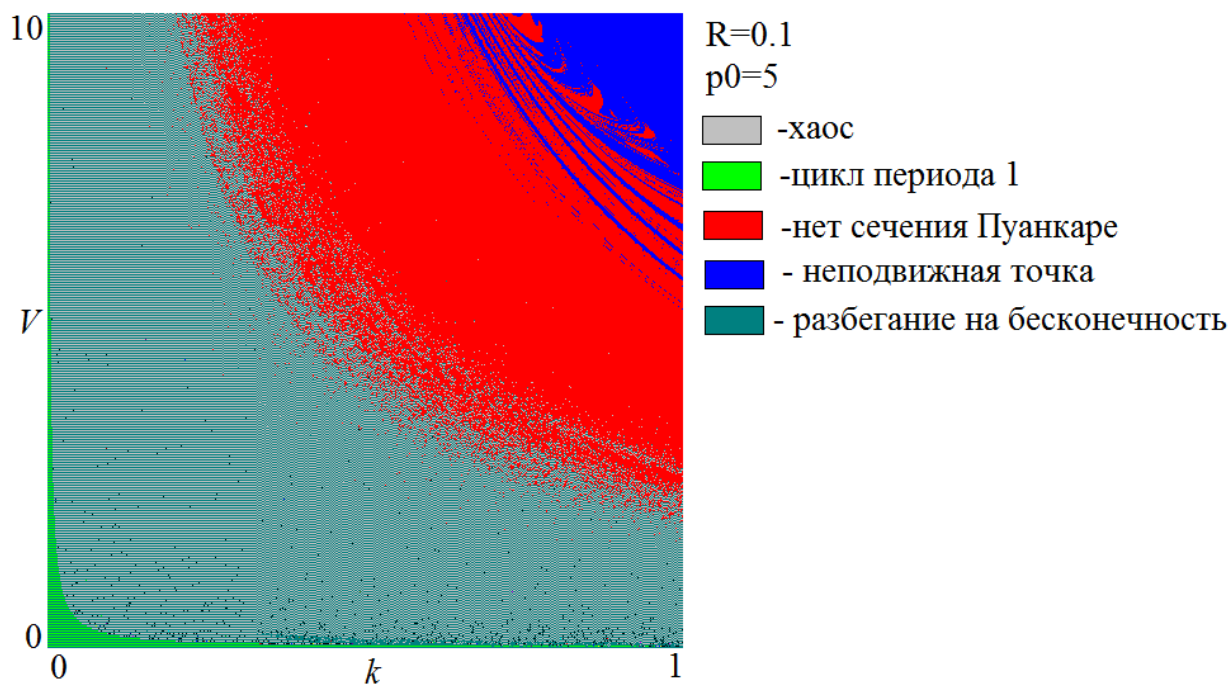 10
V
0
0
k
1
R=0.1
p0=5
-хаос
-цикл периода 1
-нет сечения Пуанкаре
- неподвижная точка
- разбегание на бесконечность